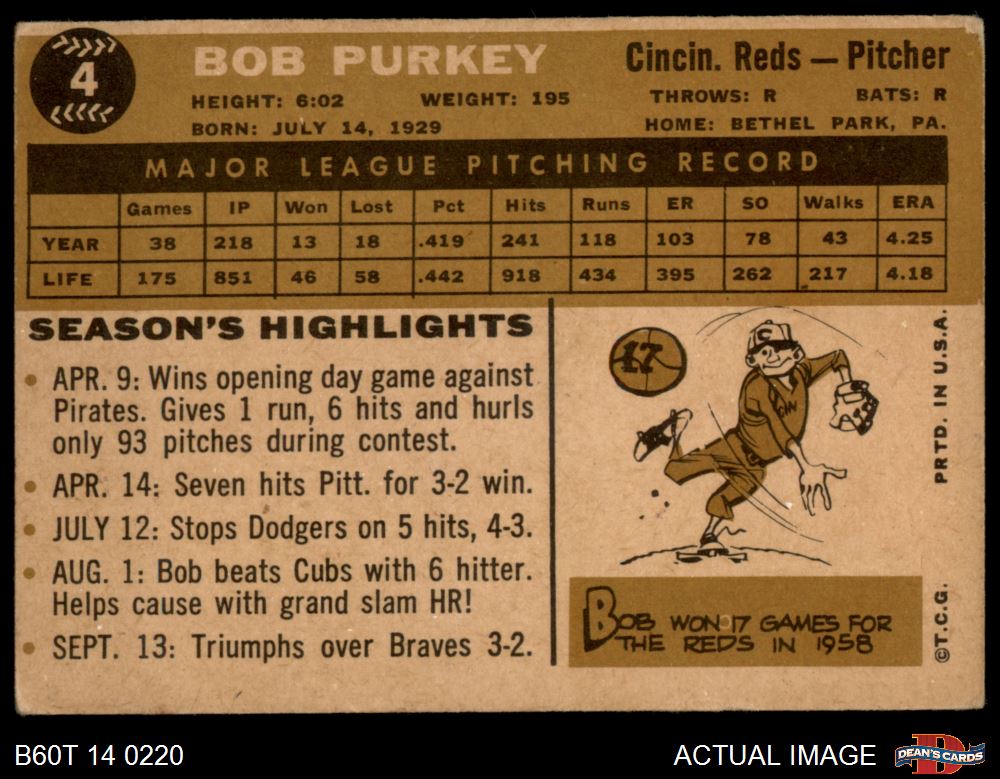 4
BOB PURKEY
Cincin. Reds — Pitcher
HEIGHT: 6:02 WEIGHT: 195 THROWS: R BATS: R
BORN: JULY 14, 1929 HOME: BETHEL PARK, PA.
MAJOR LEAGUE PITCHING RECORD
Games IP Won Lost Pct Hits Runs ER SO Walks ERA
YEAR 38 218 13 18 .419 241 118 103 78 43 4.25
LIFE 175 851 46 58 .442 918 434 395 262 217 4.18
SEASON'S HIGHLIGHTS
• APR. 9: Wins opening day game against
Pirates. Gives 1 run, 6 hits and hurls
only 93 pitches during contest.
• APR. 14: Seven hits Pitt. for 3-2 win.
• JULY 12: Stops Dodgers on 5 hits, 4-3.
• AUG. 1: Bob beats Cubs with 6 hitter.
Helps cause with grand slam HR!
• SEPT. 13: Triumphs over Braves 3-2.
17
C
CIN
BOB WON 17 GAMES FOR
THE REDS IN 1958
PRTD. IN U.S.A.
©T.C.G.
B60T 14 0220
ACTUAL IMAGE
D
DEAN'S CARDS